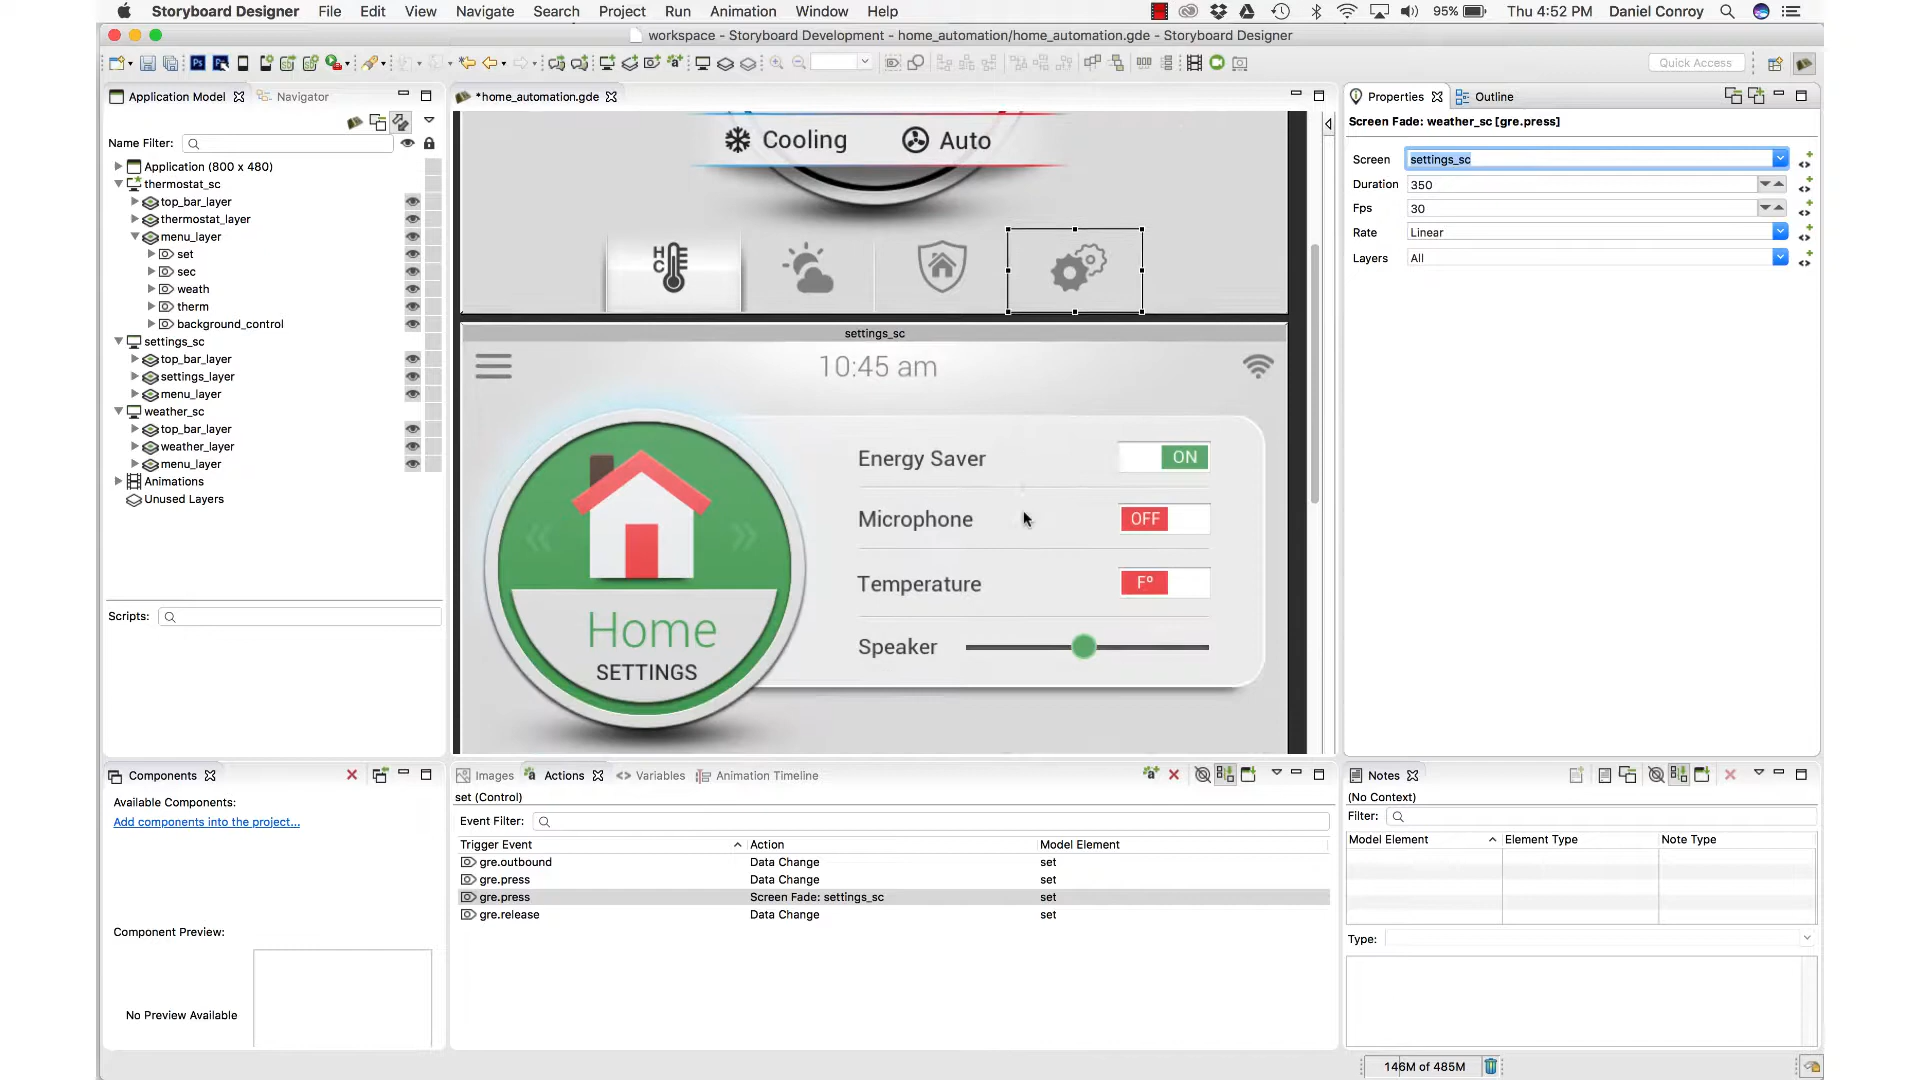 Storyboard Designer File Edit View Navigate Search Project Run Animation Window Help 95% Thu 4:52 PM Daniel Conroy
workspace - Storyboard Development - home_automation/home_automation.gde - Storyboard Designer
Quick Access
Application Model Navigator
Name Filter:
Application (800 x 480)
thermostat_sc
top_bar_layer
thermostat_layer
menu_layer
set
sec
weath
therm
background_control
settings_sc
top_bar_layer
settings_layer
menu_layer
weather_sc
top_bar_layer
weather_layer
menu_layer
Animations
Unused Layers
Scripts:
*home_automation.gde
Cooling Auto
H
C
settings_sc
10:45 am
Energy Saver ON
Microphone OFF
Temperature F°
Speaker
Home
SETTINGS
Properties Outline
Screen Fade: weather_sc [gre.press]
Screen settings_sc
Duration 350
Fps 30
Rate Linear
Layers All
Components
Available Components:
Add components into the project...
Component Preview:
No Preview Available
Images Actions Variables Animation Timeline
set (Control)
Event Filter:
Trigger Event Action Model Element
gre.outbound Data Change set
gre.press Data Change set
gre.press Screen Fade: settings_sc set
gre.release Data Change set
Notes
(No Context)
Filter:
Model Element Element Type Note Type
Type:
146M of 485M